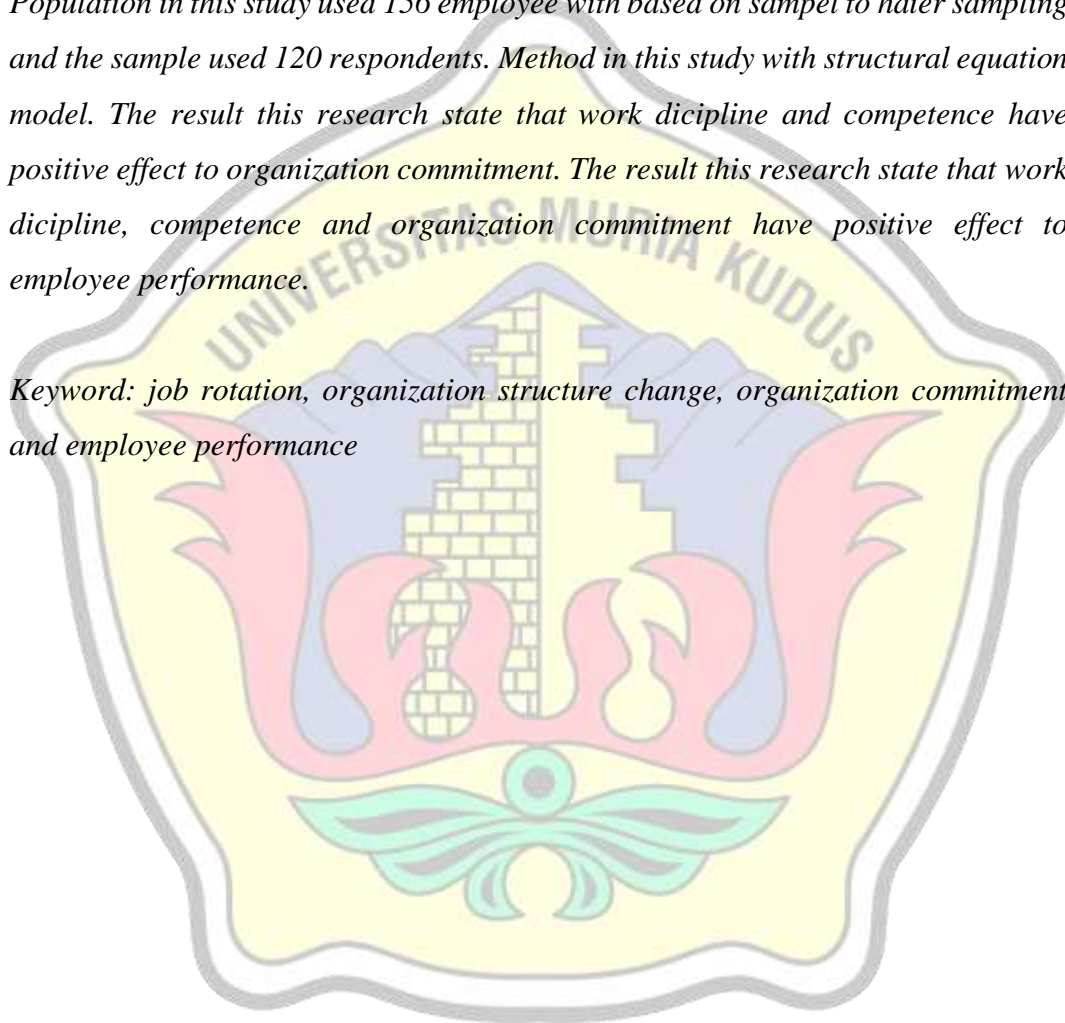 Population in this study used 156 employee with based on sampel to haier sampling
and the sample used 120 respondents. Method in this study with structural equation
model. The result this research state that work dicipline and competence have
positive effect to organization commitment. The result this research state that work
dicipline, competence and organization commitment have positive effect to
employee performance.
UNIVERSITAS MURIA KUDUS
Keyword: job rotation, organization structure change, organization commitment
and employee performance